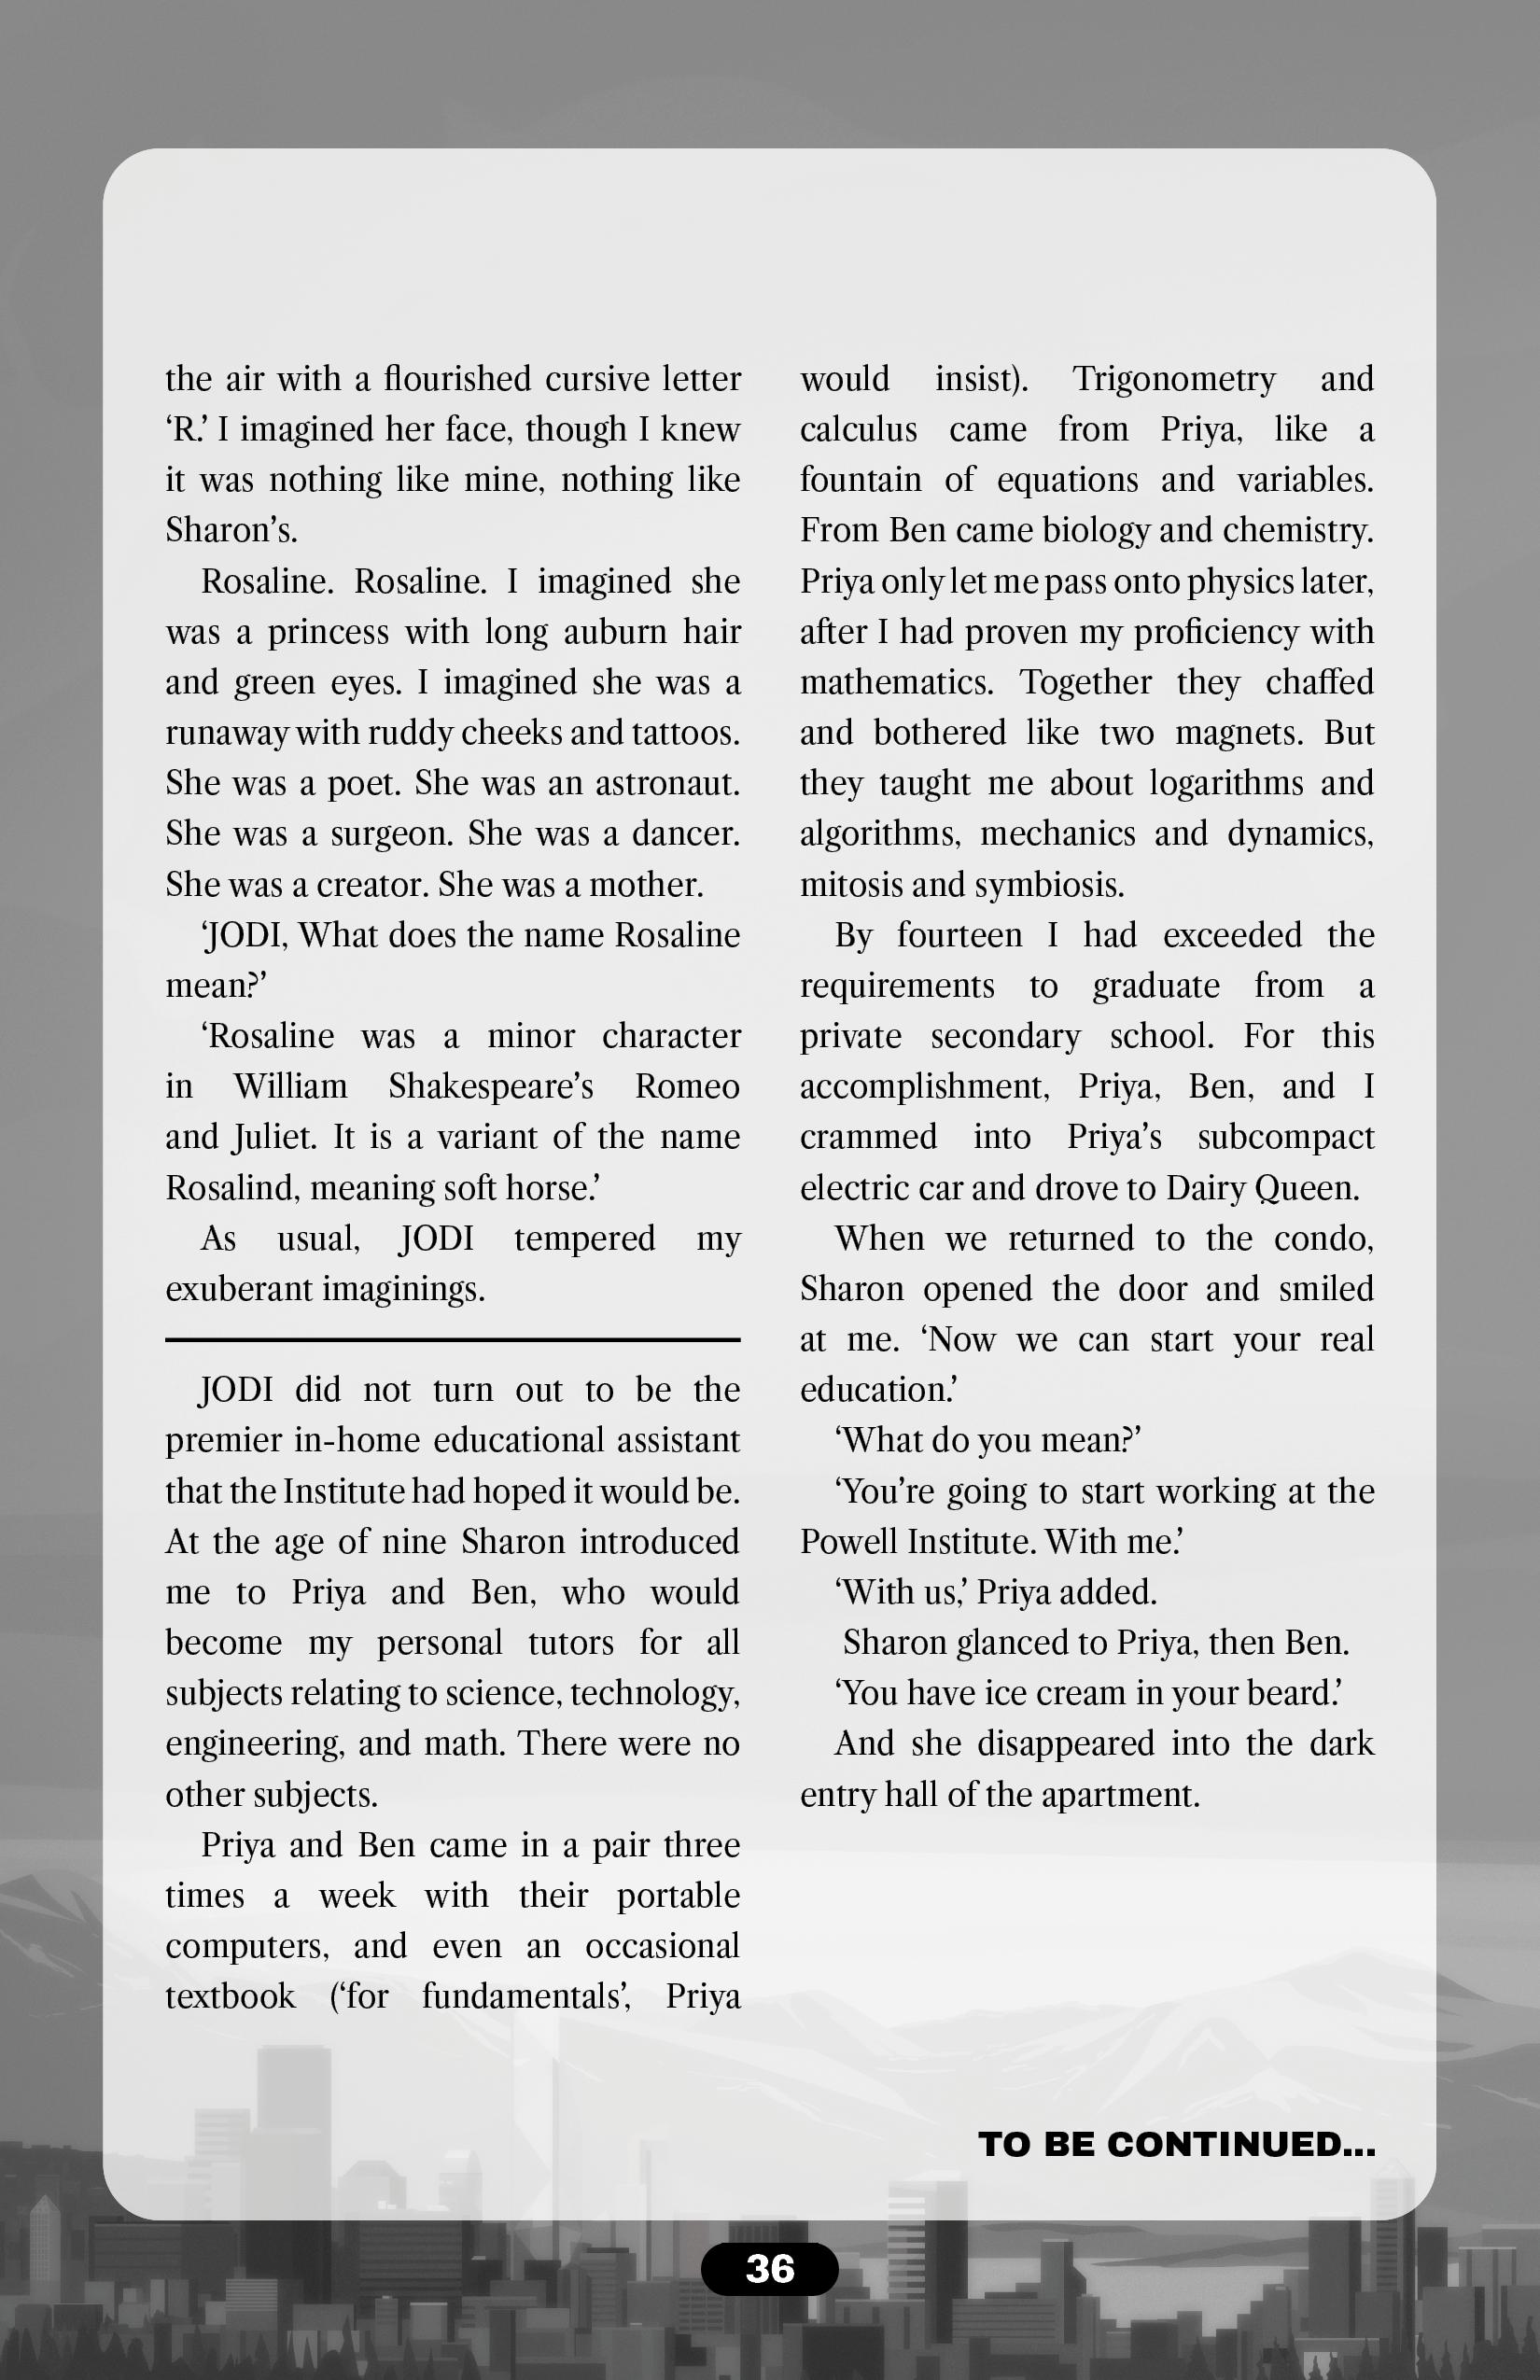 the air with a flourished cursive letter
‘R.’ I imagined her face, though I knew
it was nothing like mine, nothing like
Sharon’s.
Rosaline. Rosaline. I imagined she
was a princess with long auburn hair
and green eyes. I imagined she was a
runaway with ruddy cheeks and tattoos.
She was a poet. She was an astronaut.
She was a surgeon. She was a dancer.
She was a creator. She was a mother.
‘JODI, What does the name Rosaline
mean?’
‘Rosaline was a minor character
in William Shakespeare’s Romeo
and Juliet. It is a variant of the name
Rosalind, meaning soft horse.’
As usual, JODI tempered my
exuberant imaginings.
JODI did not turn out to be the
premier in-home educational assistant
that the Institute had hoped it would be.
At the age of nine Sharon introduced
me to Priya and Ben, who would
become my personal tutors for all
subjects relating to science, technology,
engineering, and math. There were no
other subjects.
Priya and Ben came in a pair three
times a week with their portable
computers, and even an occasional
textbook (‘for fundamentals’, Priya
would insist). Trigonometry and
calculus came from Priya, like a
fountain of equations and variables.
From Ben came biology and chemistry.
Priya only let me pass onto physics later,
after I had proven my proficiency with
mathematics. Together they chaffed
and bothered like two magnets. But
they taught me about logarithms and
algorithms, mechanics and dynamics,
mitosis and symbiosis.
By fourteen I had exceeded the
requirements to graduate from a
private secondary school. For this
accomplishment, Priya, Ben, and I
crammed into Priya’s subcompact
electric car and drove to Dairy Queen.
When we returned to the condo,
Sharon opened the door and smiled
at me. ‘Now we can start your real
education.’
‘What do you mean?’
‘You’re going to start working at the
Powell Institute. With me.’
‘With us,’ Priya added.
Sharon glanced to Priya, then Ben.
‘You have ice cream in your beard.’
And she disappeared into the dark
entry hall of the apartment.
TO BE CONTINUED...
36